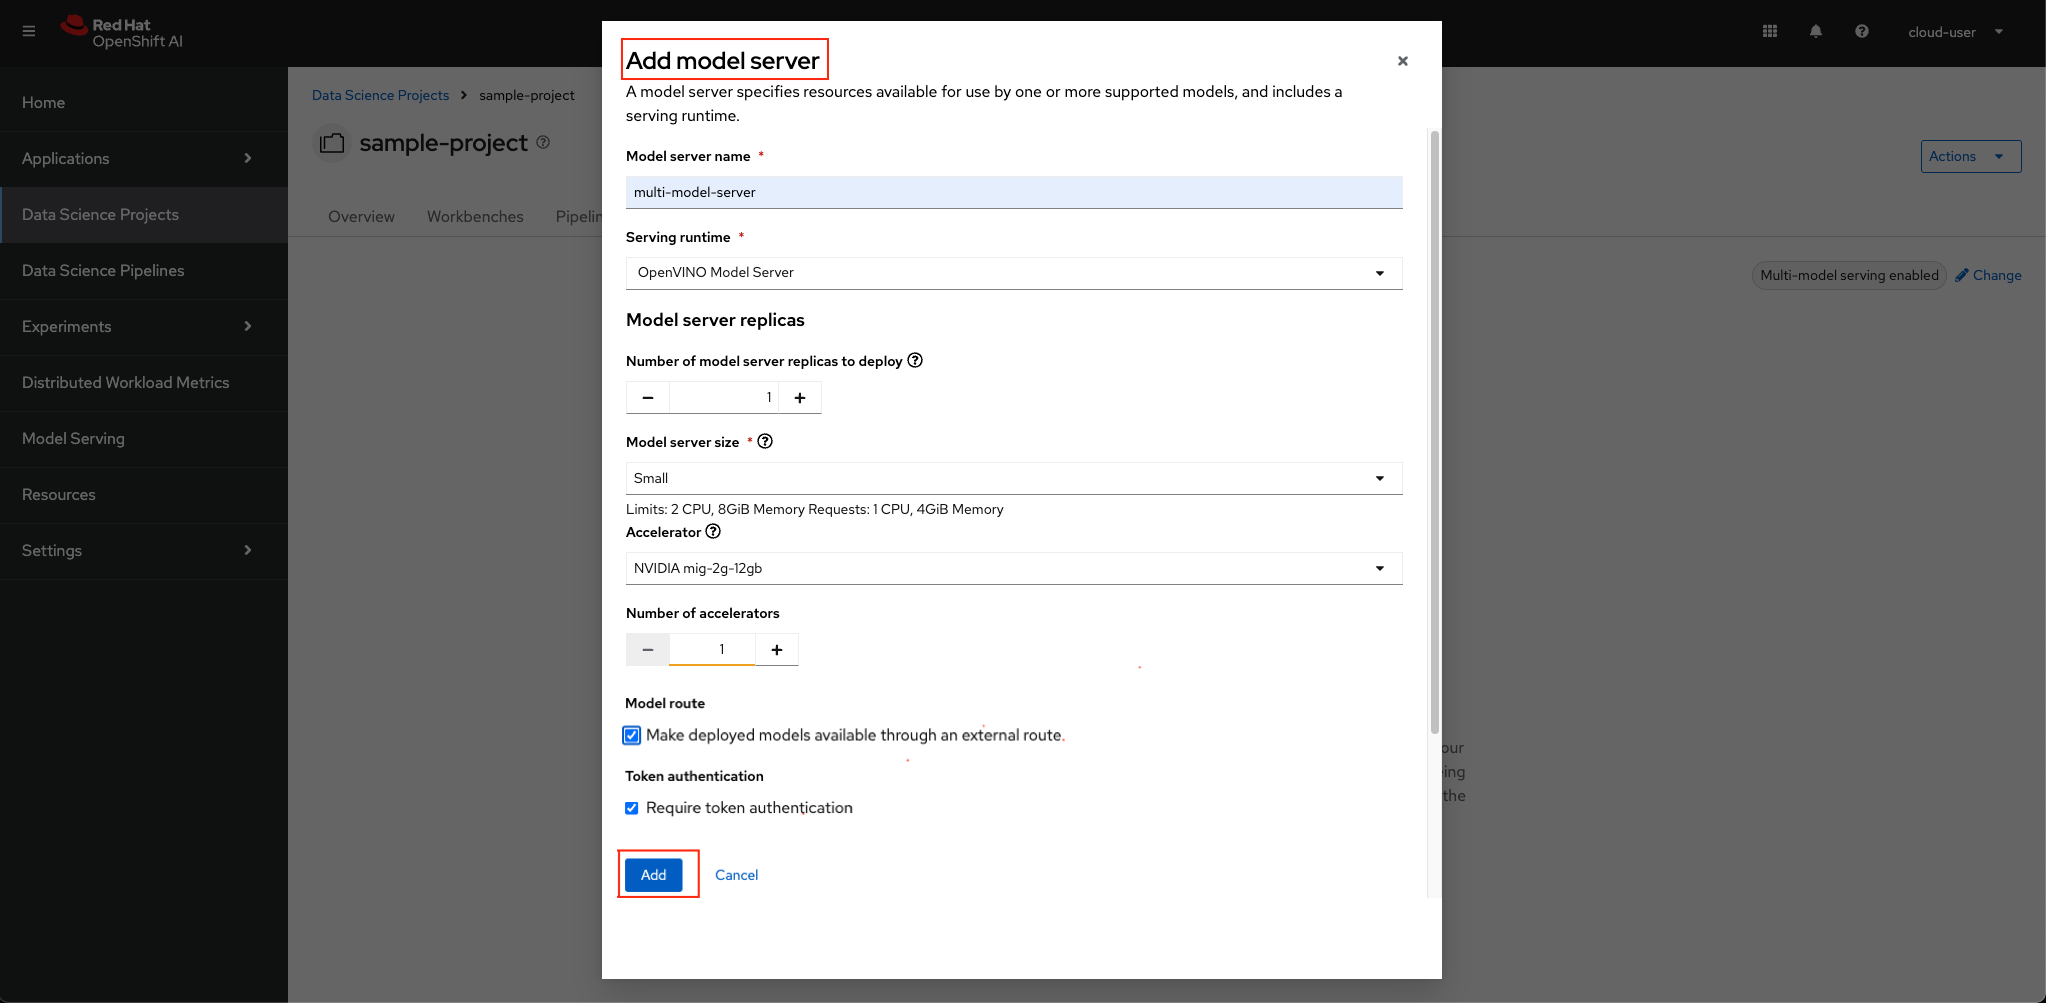 Red Hat
OpenShift AI
cloud-user
Home
Applications
Data Science Projects
Data Science Pipelines
Experiments
Distributed Workload Metrics
Model Serving
Resources
Settings
Data Science Projects > sample-project
sample-project
Actions
Overview Workbenches Pipelin
Multi-model serving enabled Change
our
ing
the
Add model server
A model server specifies resources available for use by one or more supported models, and includes a
serving runtime.
Model server name *
multi-model-server
Serving runtime *
OpenVINO Model Server
Model server replicas
Number of model server replicas to deploy
1
Model server size *
Small
Limits: 2 CPU, 8GiB Memory Requests: 1 CPU, 4GiB Memory
Accelerator
NVIDIA mig-2g-12gb
Number of accelerators
1
Model route
Make deployed models available through an external route.
Token authentication
Require token authentication
Add Cancel